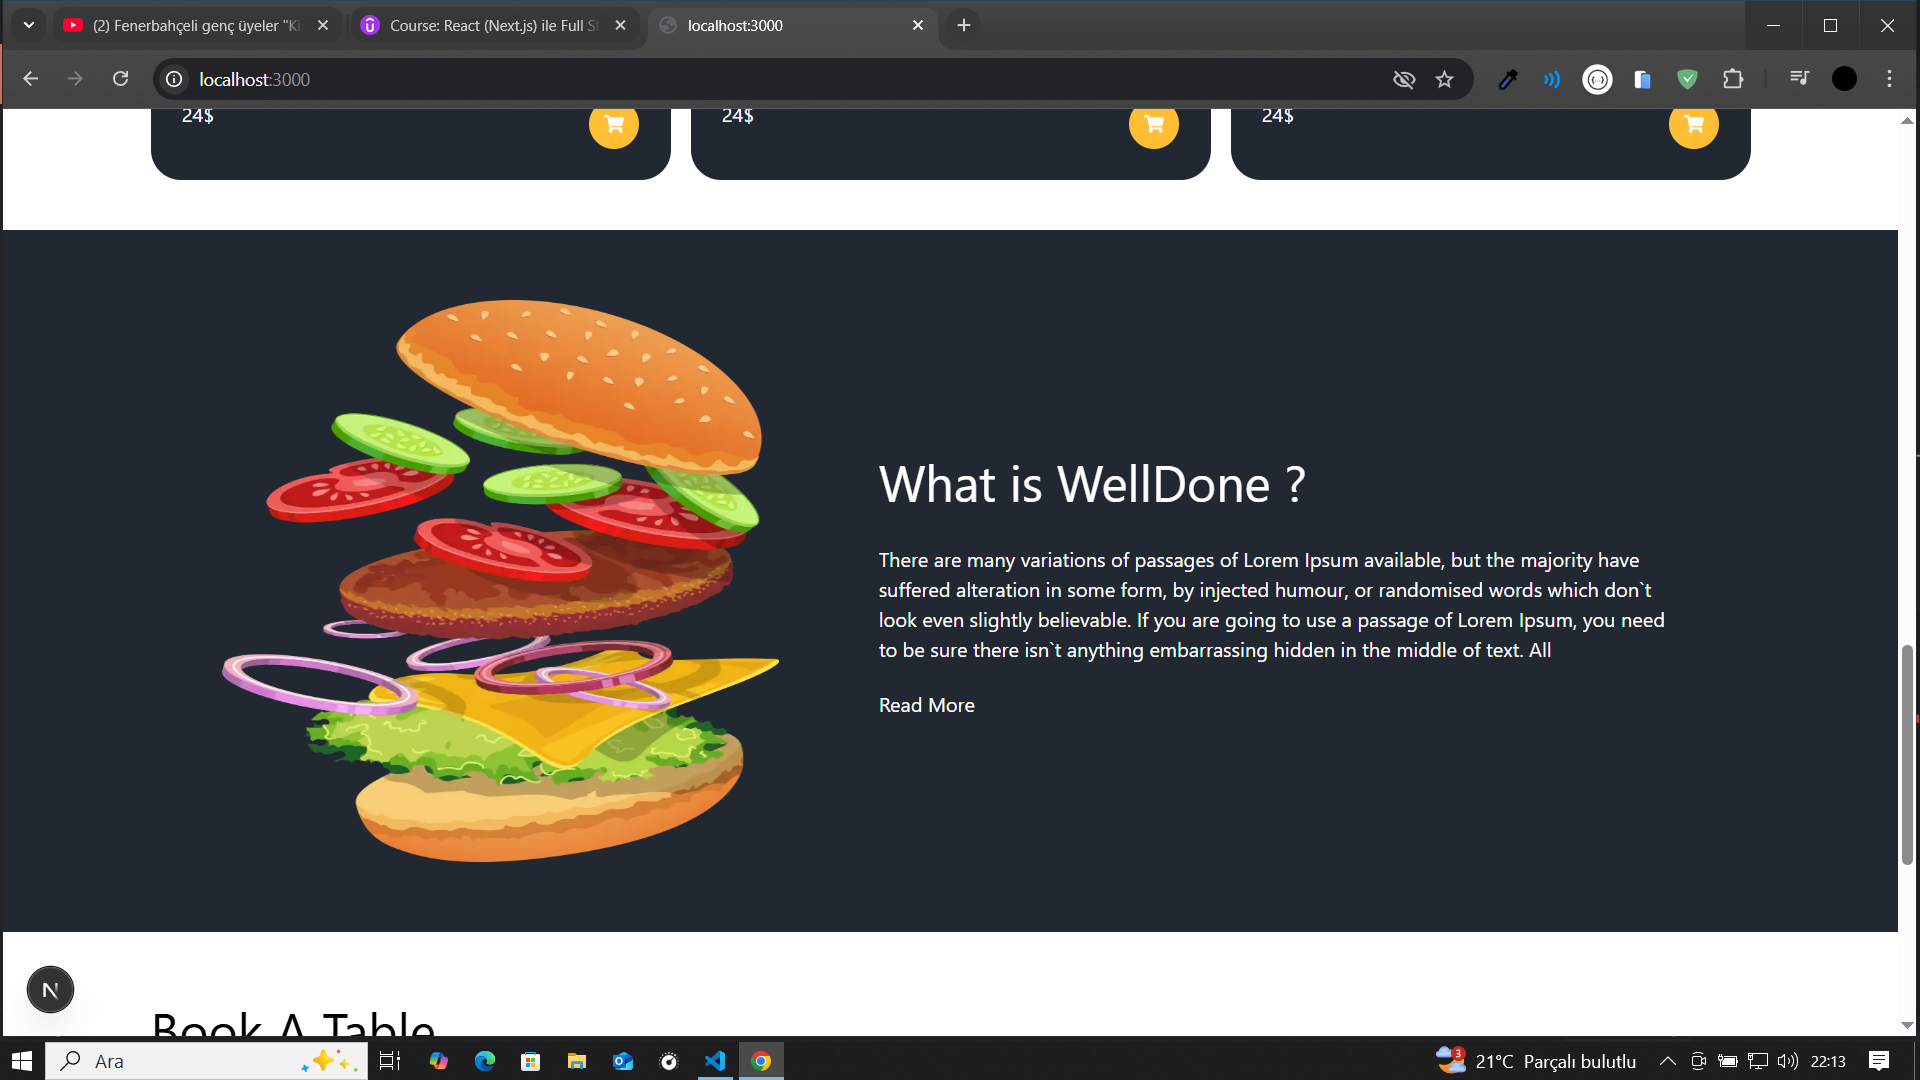 (2) Fenerbahçeli genç üyeler "Ki
Course: React (Next.js) ile Full S
localhost:3000
localhost:3000
24$
24$
24$
What is WellDone ?
There are many variations of passages of Lorem Ipsum available, but the majority have
suffered alteration in some form, by injected humour, or randomised words which don`t
look even slightly believable. If you are going to use a passage of Lorem Ipsum, you need
to be sure there isn`t anything embarrassing hidden in the middle of text. All
Read More
N
Book A Table
Ara
3
21°C Parçalı bulutlu
22:13